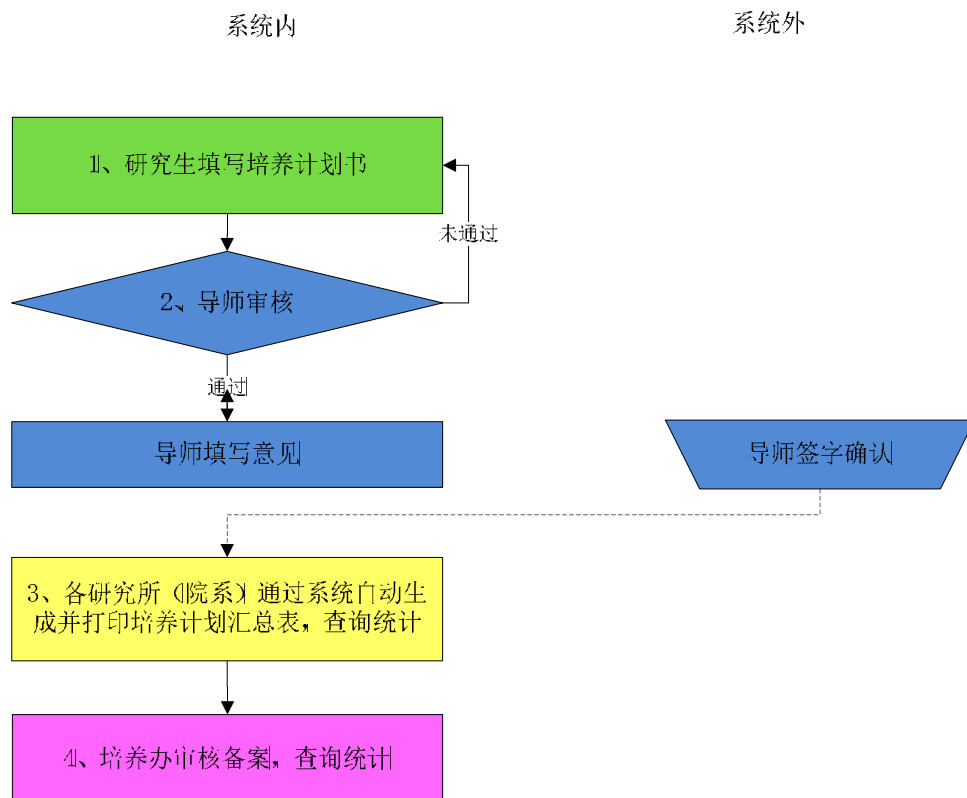 系统内
系统外
1、研究生填写培养计划书
未通过
2、导师审核
通过
导师填写意见
导师签字确认
3、各研究所（院系）通过系统自动生
成并打印培养计划汇总表，查询统计
4、培养办审核备案，查询统计